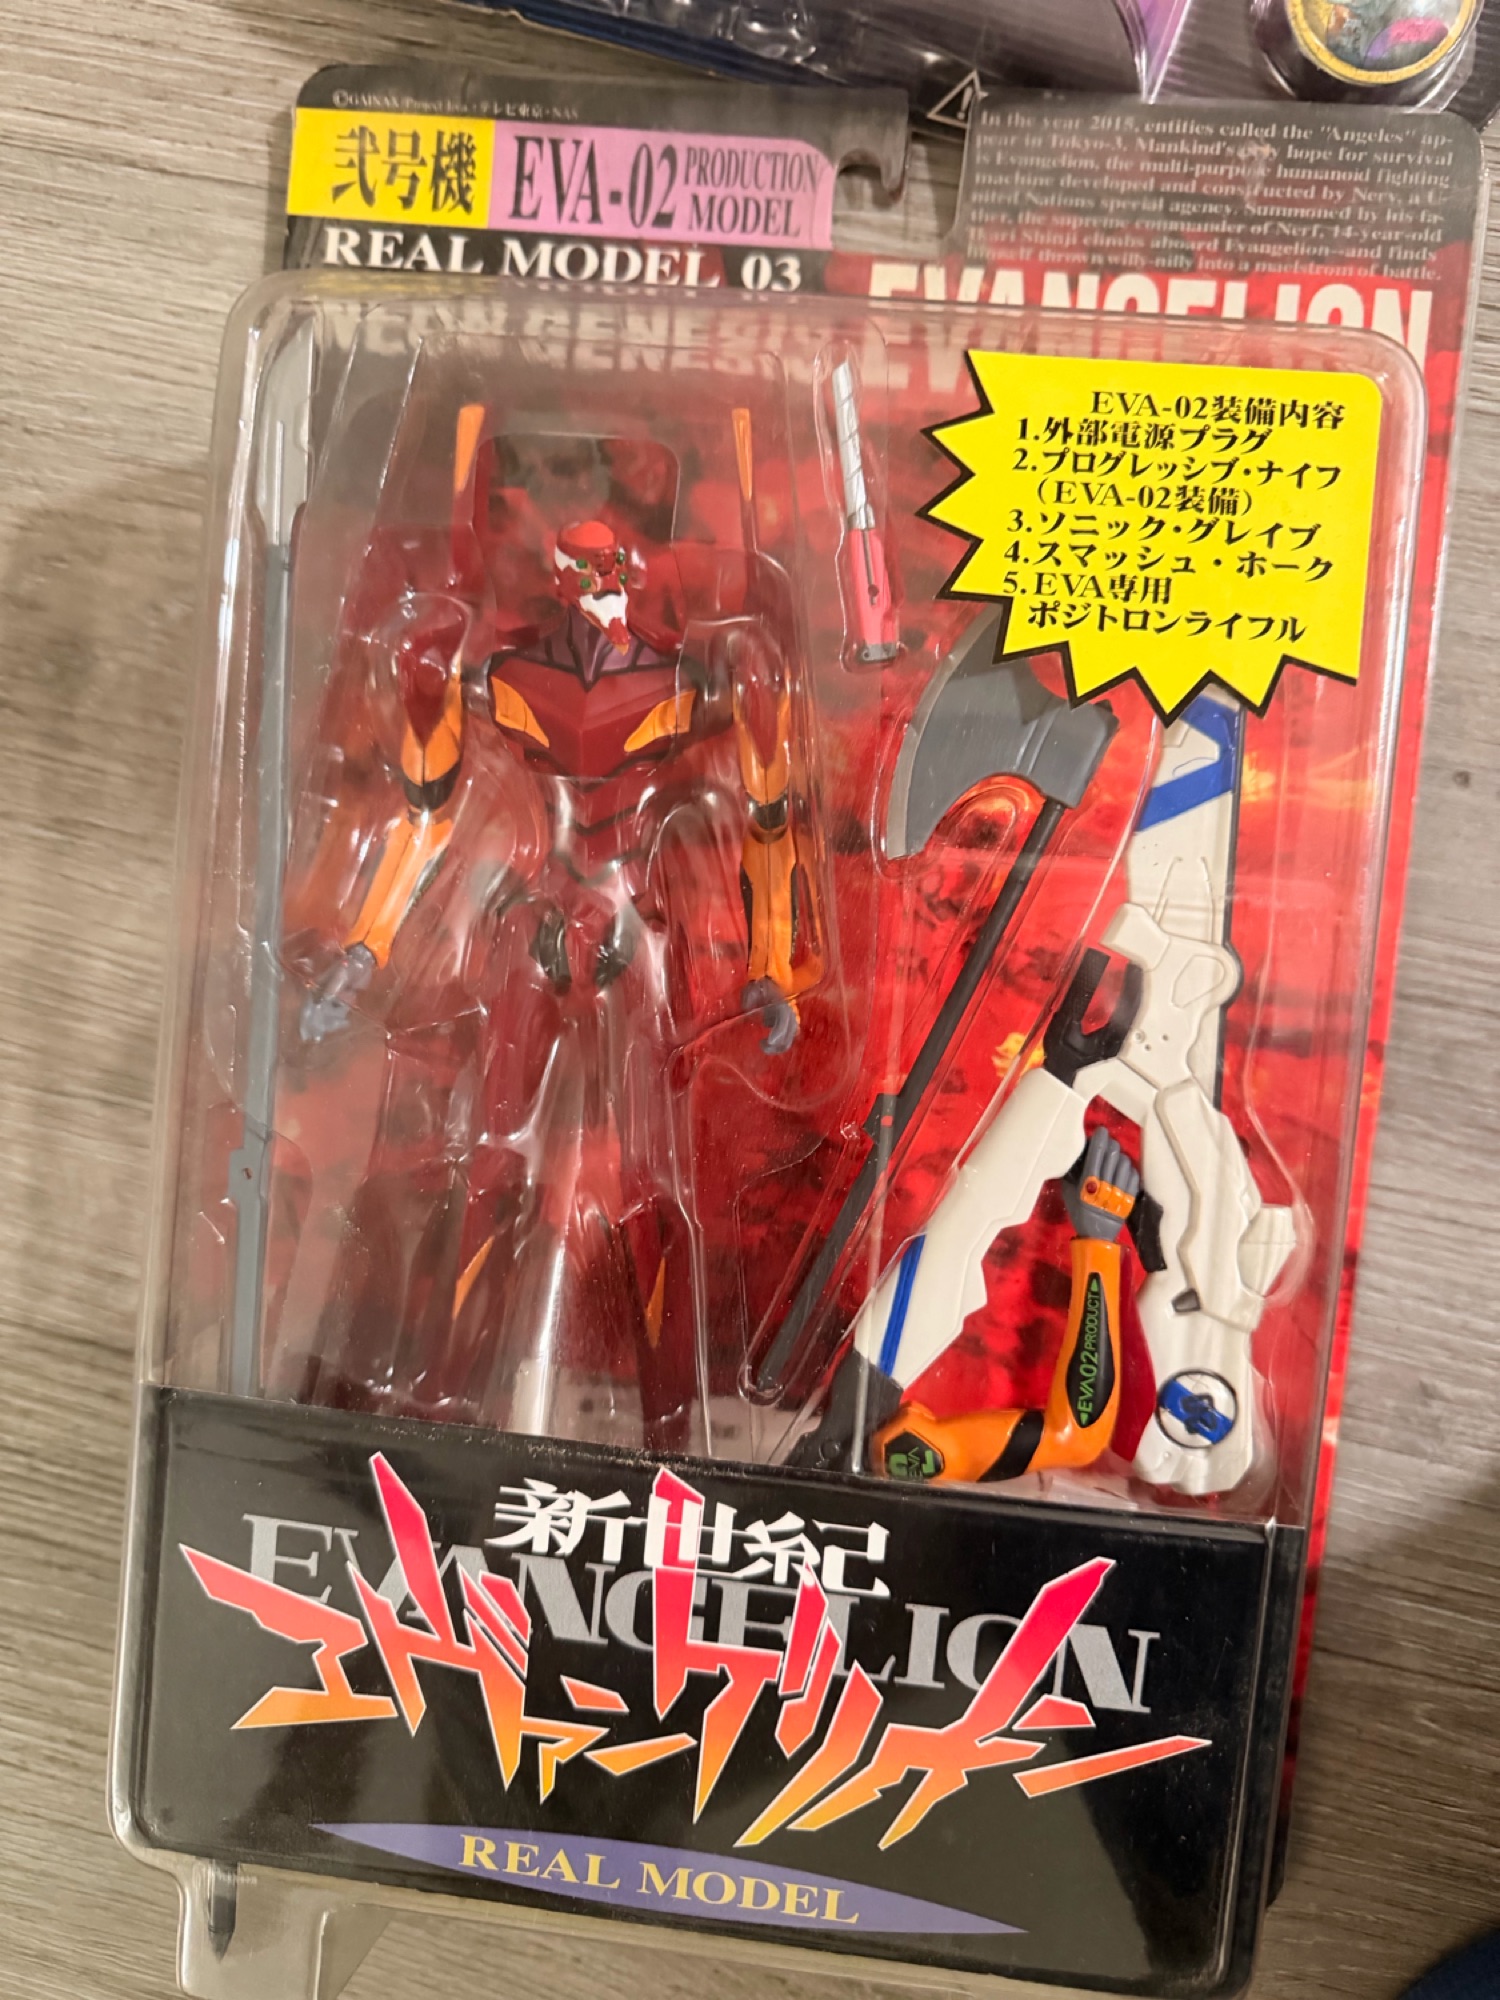 ©GAINAX/Project Eva.・テレビ東京・NAS
弐号機 EVA-02 PRODUCTION MODEL
REAL MODEL 03
In the year 2015, entities called the "Angeles" ap-
pear in Tokyo-3. Mankind's only hope for survival
is Evangelion, the multi-purpose humanoid fighting
machine developed and constructed by Nerv, a U-
nited Nations special agency. Summoned by his fa-
ther, the supreme commander of Nerf, 14-year-old
Ikari Shinji climbs aboard Evangelion--and finds
himself thrown willy-nilly into a maelstrom of battle.
EVANGELION
NEON GENESIS EVANGELION
EVA-02装備内容
1.外部電源プラグ
2.プログレッシブ・ナイフ
(EVA-02装備)
3.ソニック・グレイブ
4.スマッシュ・ホーク
5.EVA専用
ポジトロンライフル
EVA02 PRODUCT
EVA
新世紀
EVANGELION
エヴァンゲリオン
REAL MODEL